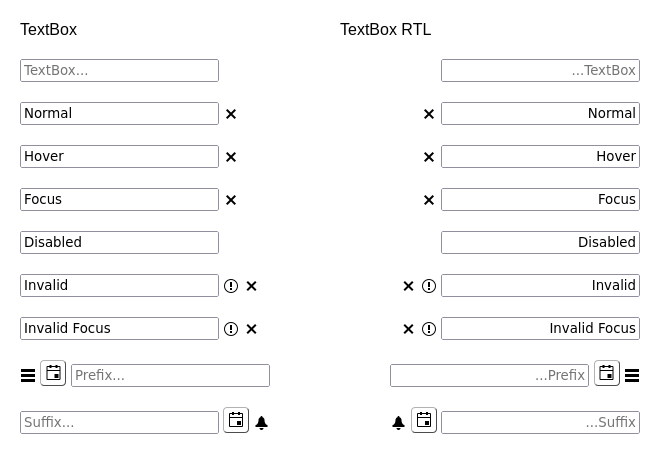 TextBox
TextBox...
Normal
Hover
Focus
Disabled
Invalid
Invalid Focus
Prefix...
Suffix...
TextBox RTL
...TextBox
Normal
Hover
Focus
Disabled
Invalid
Invalid Focus
...Prefix
...Suffix